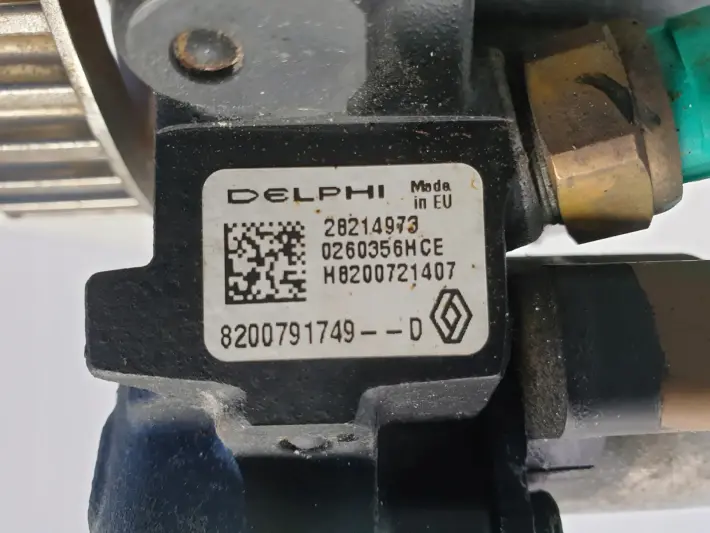 DELPHI Made
in EU
28214973
0260356HCE
H8200721407
8200791749--D